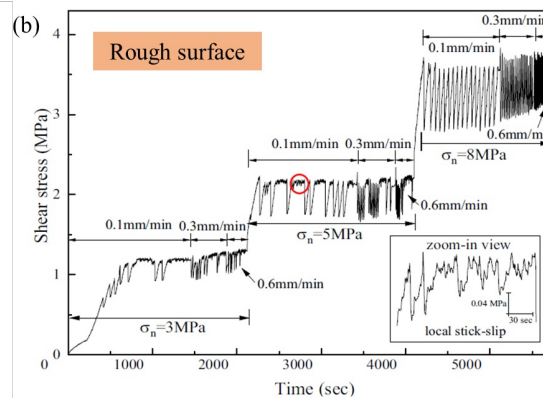 (b)
Rough surface
0.3mm/min
0.1mm/min
0.6mm/min
σn=8MPa
0.1mm/min
0.3mm/min
0.6mm/min
σn=5MPa
0.1mm/min
0.3mm/min
0.6mm/min
σn=3MPa
zoom-in view
0.04 MPa
30 sec
local stick-slip
Shear stress (MPa)
4
3
2
1
0
0
1000
2000
3000
4000
5000
Time (sec)